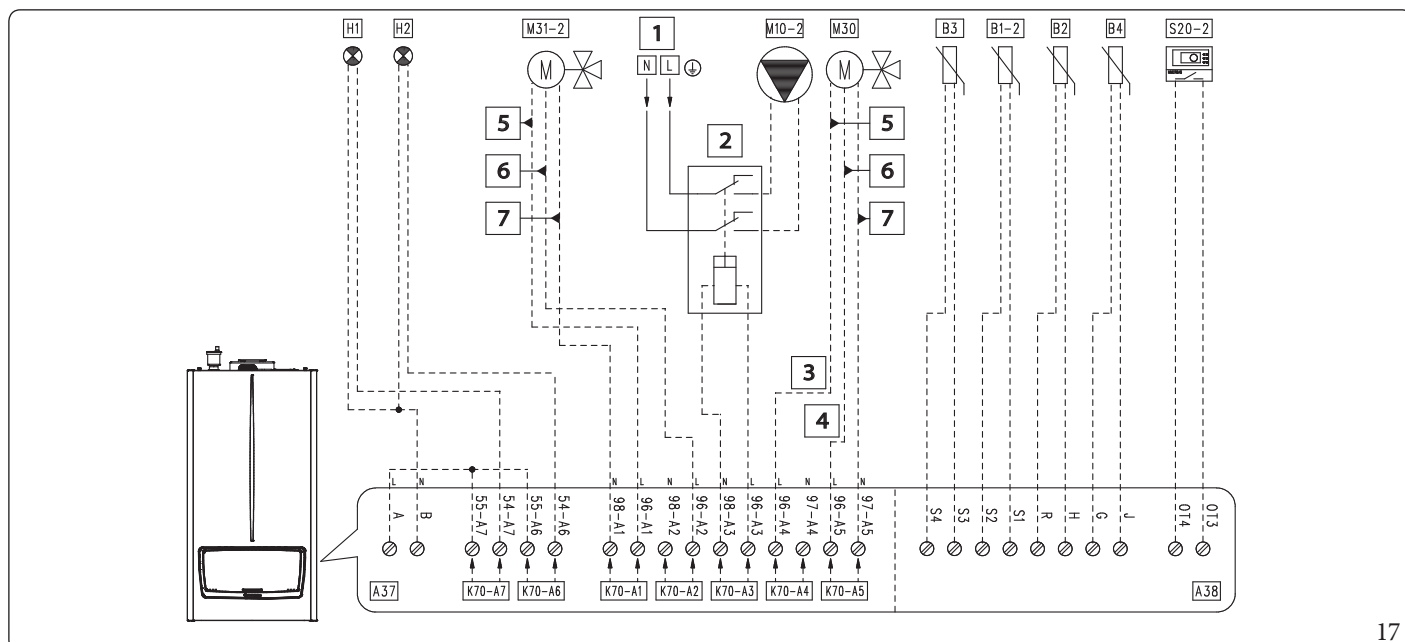 H1 H2 M31-2 1 M10-2 M30 B3 B1-2 B2 B4 S20-2
M N L M
5 5
2
6 6
7 7
3
4
L N N L N L N L L N L N
A B 55-A7 54-A7 55-A6 54-A6 98-A1 96-A1 98-A2 96-A2 98-A3 96-A3 96-A4 97-A4 96-A5 97-A5 S4 S3 S2 S1 R H G J OT4 OT3
A37 K70-A7 K70-A6 K70-A1 K70-A2 K70-A3 K70-A4 K70-A5 A38
17